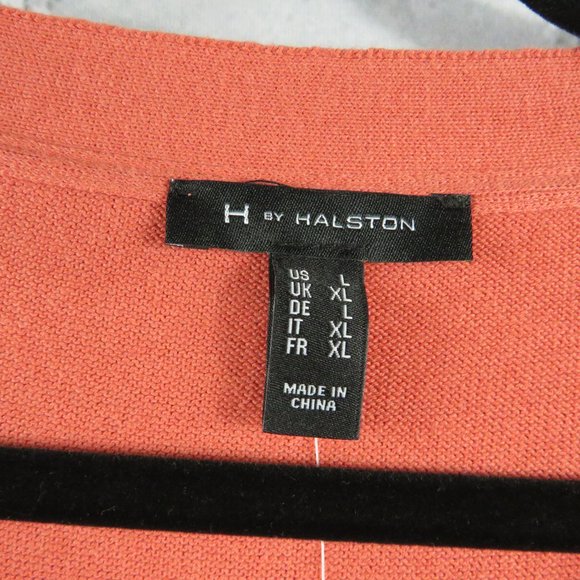 H BY HALSTON
US L
UK XL
DE L
IT XL
FR XL
MADE IN
CHINA